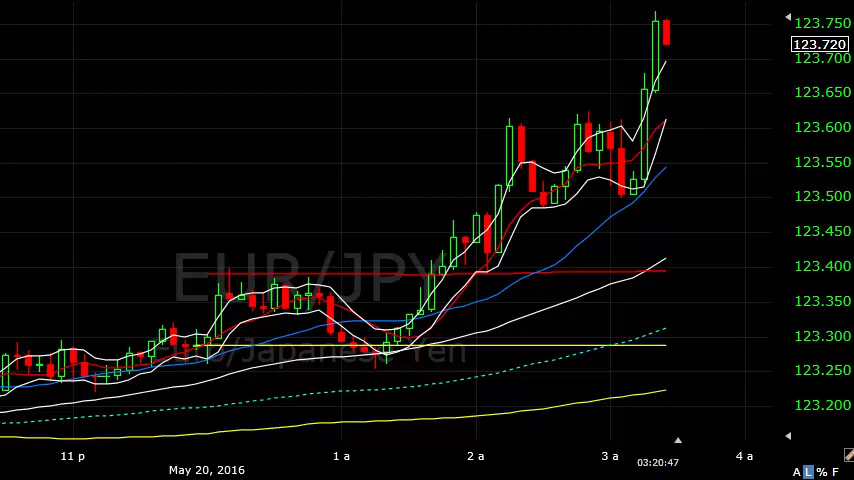 123.750
123.720
123.700
123.650
123.600
123.550
123.500
123.450
123.400
123.350
123.300
123.250
123.200
EUR/JPY
Euro/Japanese Yen
11 p
1 a
2 a
3 a
4 a
May 20, 2016
03:20:47
A L % F